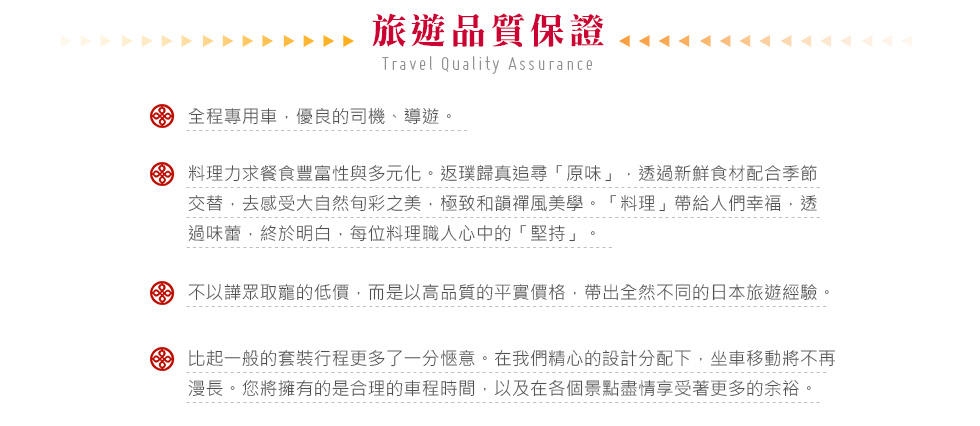 旅遊品質保證
Travel Quality Assurance
全程專用車，優良的司機、導遊。
料理力求餐食豐富性與多元化。返璞歸真追尋「原味」，透過新鮮食材配合季節
交替，去感受大自然旬彩之美，極致和韻禪風美學。「料理」帶給人們幸福，透
過味蕾，終於明白，每位料理職人心中的「堅持」。
不以譁眾取寵的低價，而是以高品質的平實價格，帶出全然不同的日本旅遊經驗。
比起一般的套裝行程更多了一分愜意。在我們精心的設計分配下，坐車移動將不再
漫長。您將擁有的是合理的車程時間，以及在各個景點盡情享受著更多的余裕。